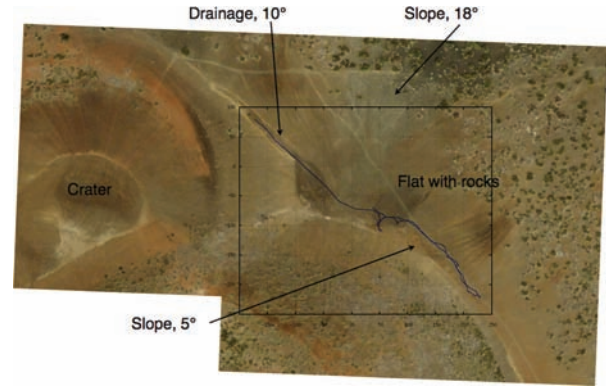 Drainage, 10°
Slope, 18°
Crater
Flat with rocks
Slope, 5°